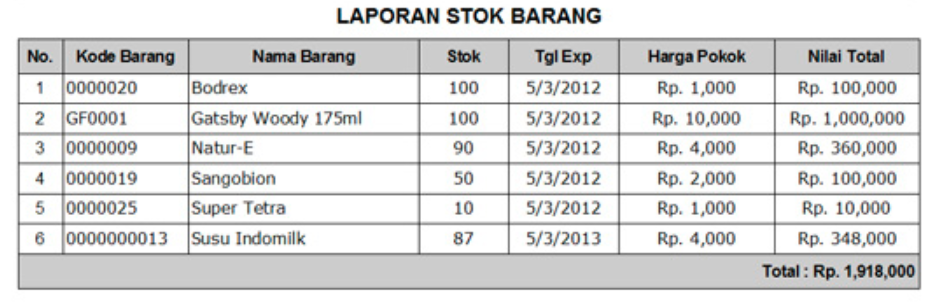 LAPORAN STOK BARANG
No. Kode Barang Nama Barang Stok Tgl Exp Harga Pokok Nilai Total
1 0000020 Bodrex 100 5/3/2012 Rp. 1,000 Rp. 100,000
2 GF0001 Gatsby Woody 175ml 100 5/3/2012 Rp. 10,000 Rp. 1,000,000
3 0000009 Natur-E 90 5/3/2012 Rp. 4,000 Rp. 360,000
4 0000019 Sangobion 50 5/3/2012 Rp. 2,000 Rp. 100,000
5 0000025 Super Tetra 10 5/3/2012 Rp. 1,000 Rp. 10,000
6 0000000013 Susu Indomilk 87 5/3/2013 Rp. 4,000 Rp. 348,000
Total : Rp. 1,918,000